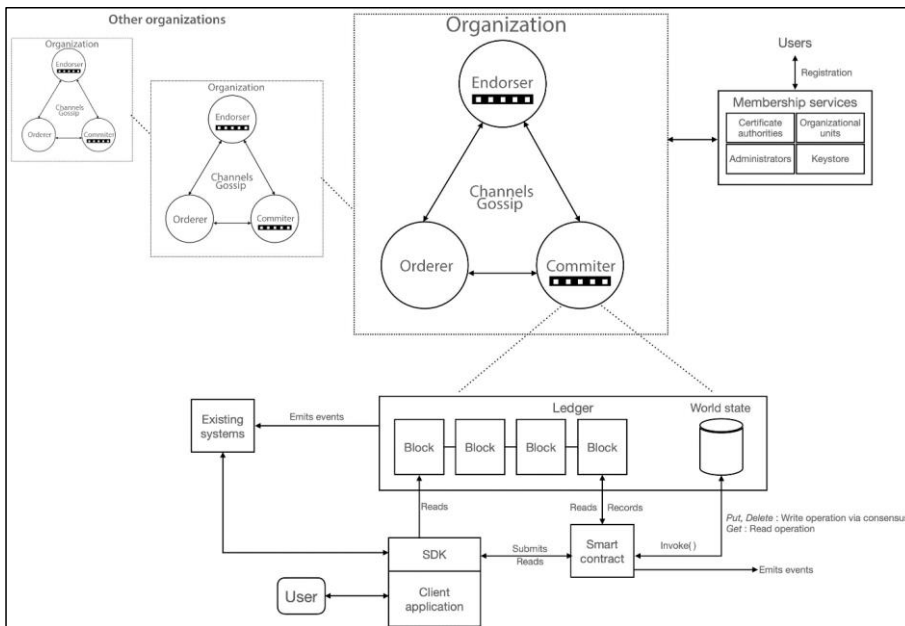 Other organizations
Organization
Endorser
Channels
Gossip
Orderer
Commiter
Organization
Endorser
Channels
Gossip
Orderer
Commiter
Organization
Endorser
Channels
Gossip
Orderer
Commiter
Users
Registration
Membership services
Certificate
authorities
Organizational
units
Administrators
Keystore
Existing
systems
Emits events
Ledger
World state
Block
Block
Block
Block
Reads
Reads
Records
Put, Delete : Write operation via consensus
Get : Read operation
SDK
Submits
Reads
Smart
contract
Invoke( )
Emits events
User
Client
application